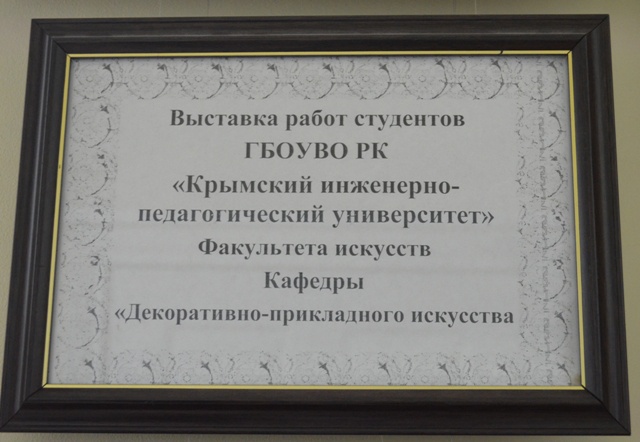 Выставка работ студентов
ГБОУВО РК
«Крымский инженерно-
педагогический университет»
Факультета искусств
Кафедры
«Декоративно-прикладного искусства